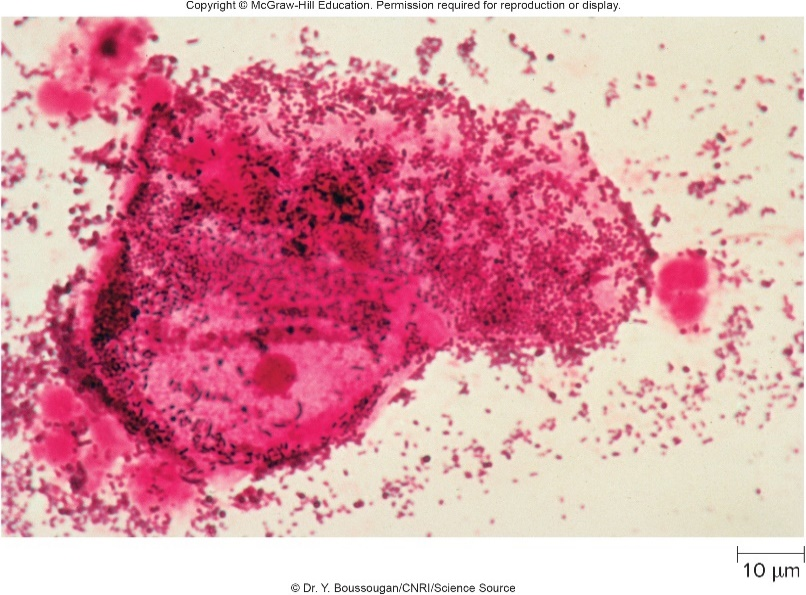 Copyright © McGraw-Hill Education. Permission required for reproduction or display.
10 μm
© Dr. Y. Boussougan/CNRI/Science Source